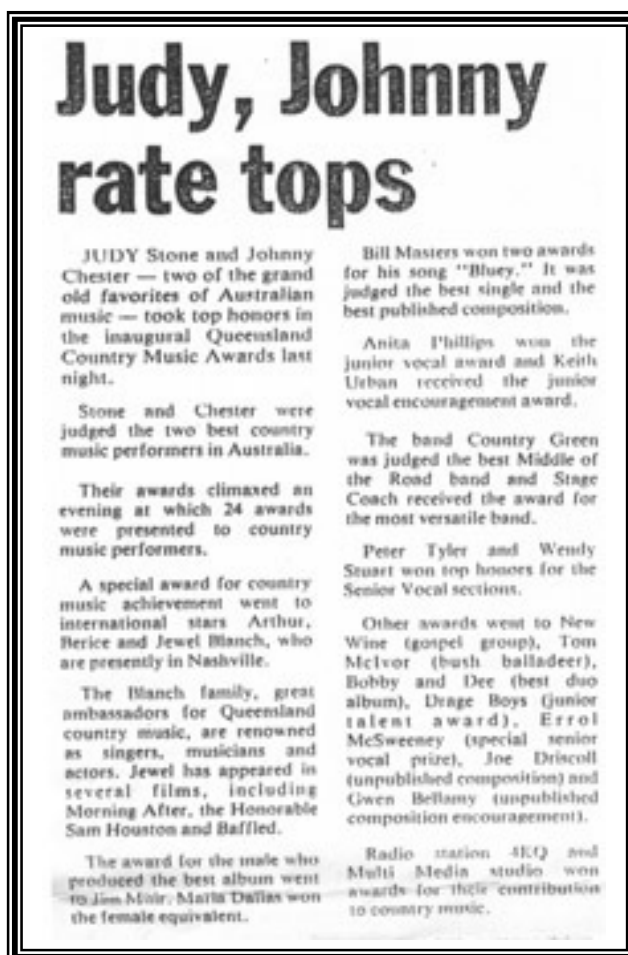 Judy, Johnny
rate tops
JUDY Stone and Johnny
Chester — two of the grand
old favorites of Australian
music — took top honors in
the inaugural Queensland
Country Music Awards last
night.
Stone and Chester were
judged the two best country
music performers in Australia.
Their awards climaxed an
evening at which 24 awards
were presented to country
music performers.
A special award for country
music achievement went to
international stars Arthur,
Berice and Jewel Blanch, who
are presently in Nashville.
The Blanch family, great
ambassadors for Queensland
country music, are renowned
as singers, musicians and
actors. Jewel has appeared in
several films, including
Morning After, the Honorable
Sam Houston and Baffled.
The award for the male who
produced the best album went
to Jim Muir. Maria Dallas won
the female equivalent.
Bill Masters won two awards
for his song "Bluey." It was
judged the best single and the
best published composition.
Anita Phillips won the
junior vocal award and Keith
Urban received the junior
vocal encouragement award.
The band Country Green
was judged the best Middle of
the Road band and Stage
Coach received the award for
the most versatile band.
Peter Tyler and Wendy
Stuart won top honors for the
Senior Vocal sections.
Other awards went to New
Wine (gospel group), Tom
McIvor (bush balladeer),
Bobby and Dee (best duo
album), Drage Boys (junior
talent award), Errol
McSweeney (special senior
vocal prize), Joe Driscoll
(unpublished composition) and
Gwen Bellamy (unpublished
composition encouragement).
Radio station 4KQ and
Multi Media studio won
awards for their contribution
to country music.